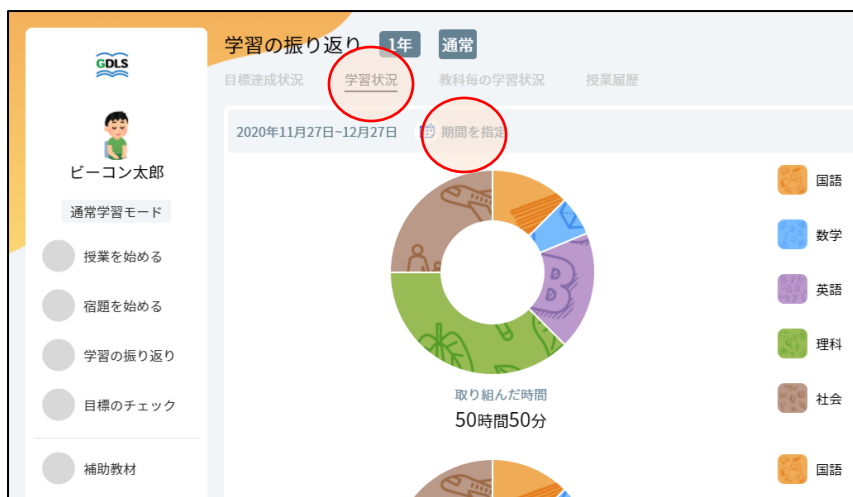 学習の振り返り 1年 通常
目標達成状況 学習状況 教科毎の学習状況 授業履歴
2020年11月27日~12月27日 期間を指定
GDLS
ビーコン太郎
通常学習モード
授業を始める
宿題を始める
学習の振り返り
目標のチェック
補助教材
国語
数学
英語
理科
社会
B
取り組んだ時間
50時間50分
国語